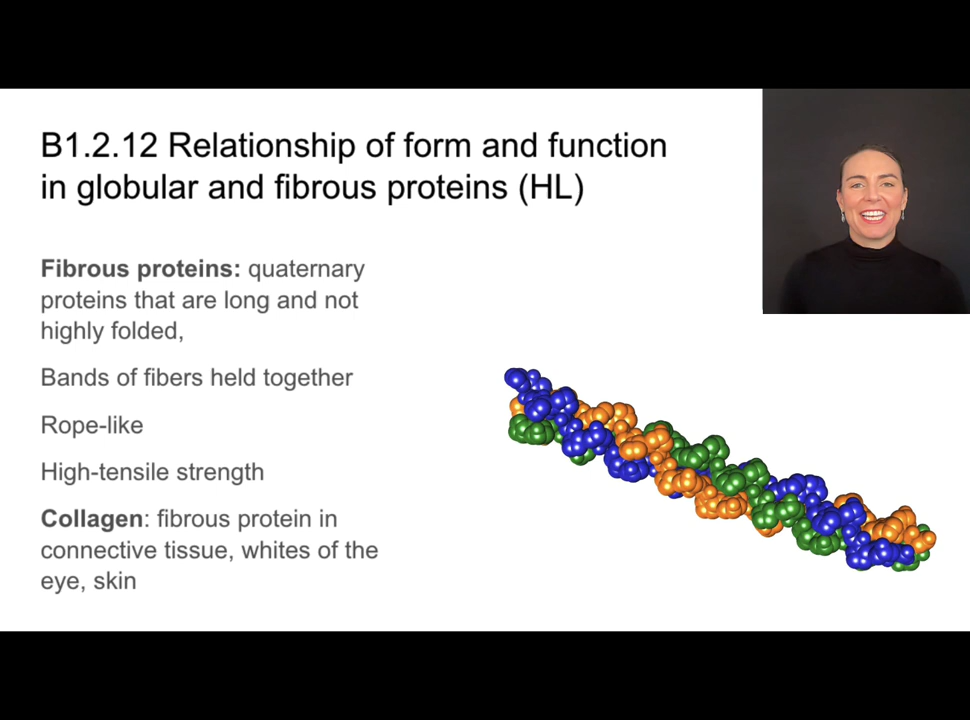 B1.2.12 Relationship of form and function
in globular and fibrous proteins (HL)
Fibrous proteins: quaternary
proteins that are long and not
highly folded,
Bands of fibers held together
Rope-like
High-tensile strength
Collagen: fibrous protein in
connective tissue, whites of the
eye, skin